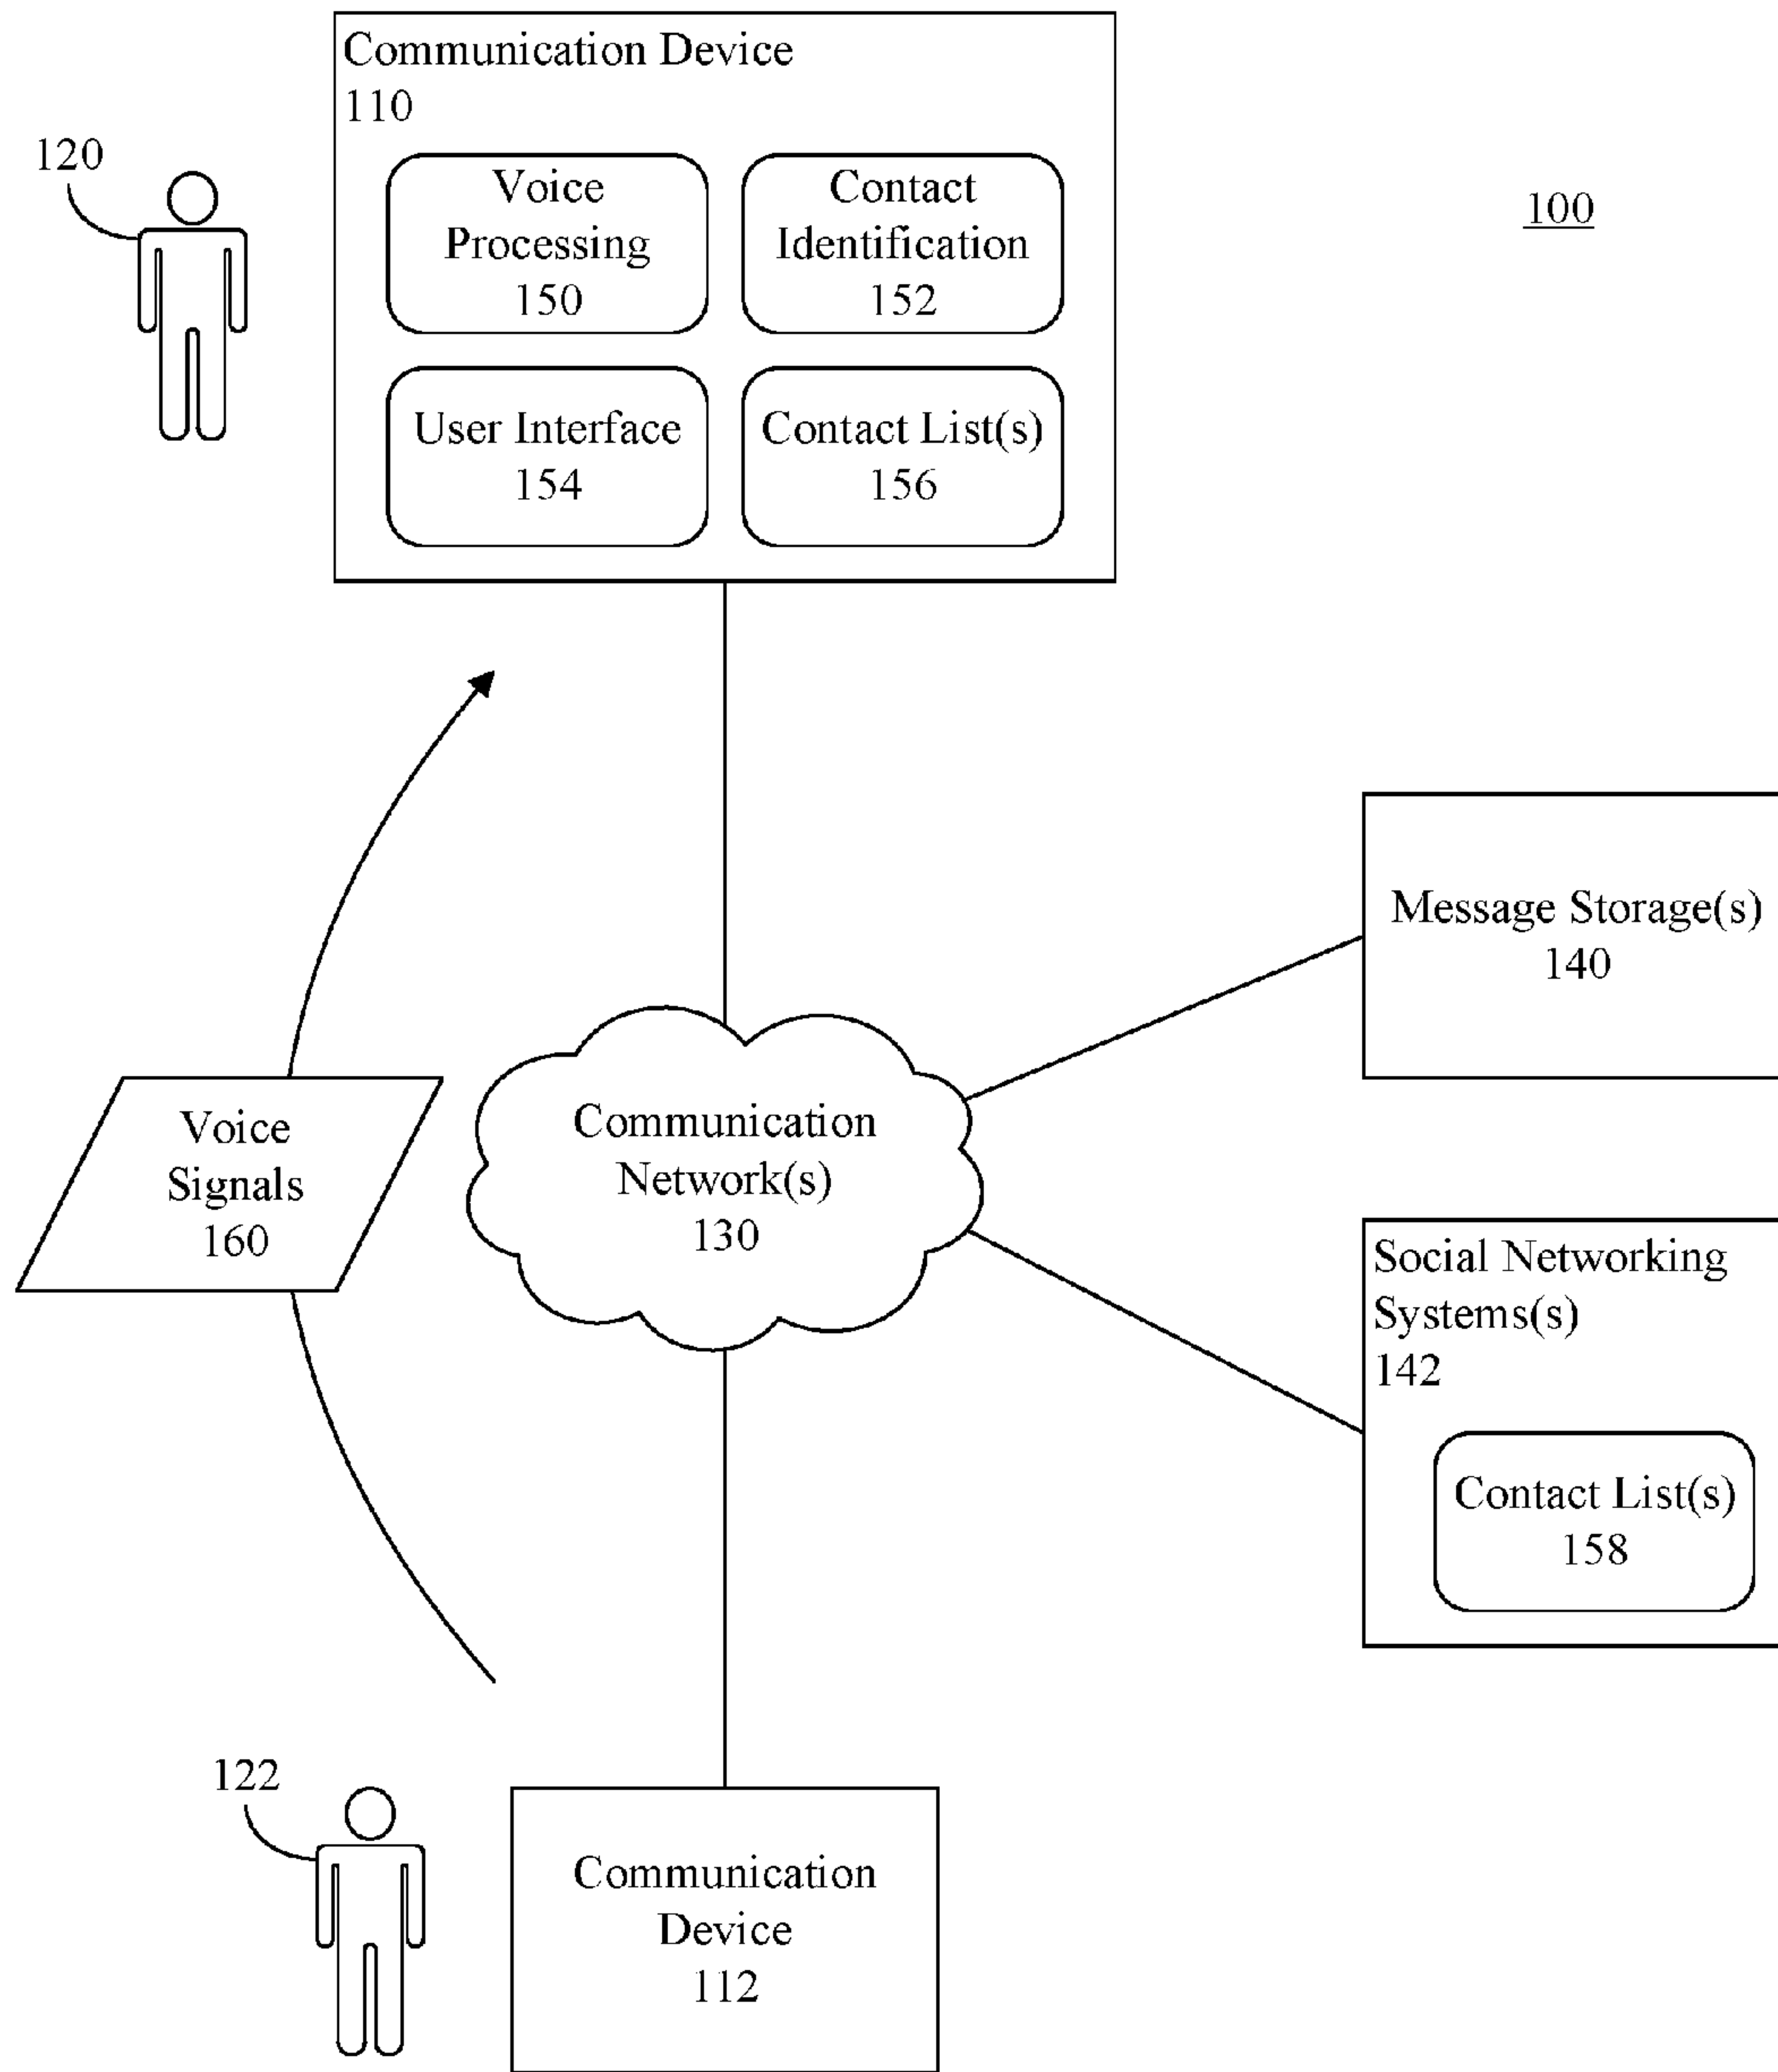 Communication Device
110
120
Voice
Processing
150
Contact
Identification
152
100
User Interface
154
Contact List(s)
156
Message Storage(s)
140
Voice
Signals
160
Communication
Network(s)
130
Social Networking
Systems(s)
142
Contact List(s)
158
122
Communication
Device
112